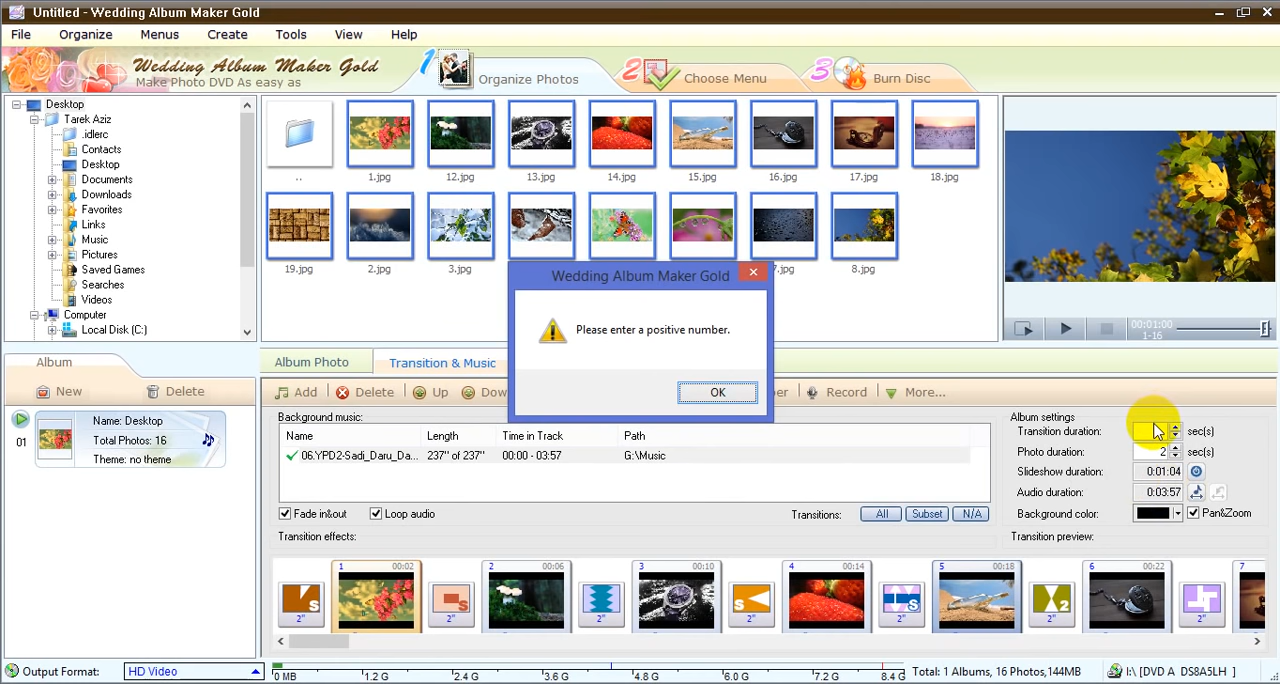 Untitled - Wedding Album Maker Gold
File Organize Menus Create Tools View Help
Wedding Album Maker Gold
Make Photo DVD As easy as
1 Organize Photos
2 Choose Menu
3 Burn Disc
Desktop
Tarek Aziz
.idlerc
Contacts
Desktop
Documents
Downloads
Favorites
Links
Music
Pictures
Saved Games
Searches
Videos
Computer
Local Disk (C:)
.. 1.jpg 12.jpg 13.jpg 14.jpg 15.jpg 16.jpg 17.jpg 18.jpg
19.jpg 2.jpg 3.jpg 7.jpg 8.jpg
00:01:00
1-16
Wedding Album Maker Gold
Please enter a positive number.
OK
Album
New Delete
01
Name: Desktop
Total Photos: 16
Theme: no theme
Album Photo Transition & Music
Add Delete Up Dow Record More...
Background music:
Name Length Time in Track Path
06.YPD2-Sadi_Daru_Da... 237" of 237" 00:00 - 03:57 G:\Music
Fade in&out Loop audio Transitions: All Subset N/A
Album settings
Transition duration: sec(s)
Photo duration: 2 sec(s)
Slideshow duration: 0:01:04
Audio duration: 0:03:57
Background color: Pan&Zoom
Transition effects: Transition preview:
1 00:02 2 00:06 3 00:10 4 00:14 5 00:18 6 00:22 7
S 2" S 2" 2" S 2" S 2" 2 2" 2"
Output Format: HD Video
0 MB 1.2 G 2.4 G 3.6 G 4.8 G 6.0 G 7.2 G 8.4 G
Total: 1 Albums, 16 Photos,144MB
I:\ [DVD A DS8A5LH ]